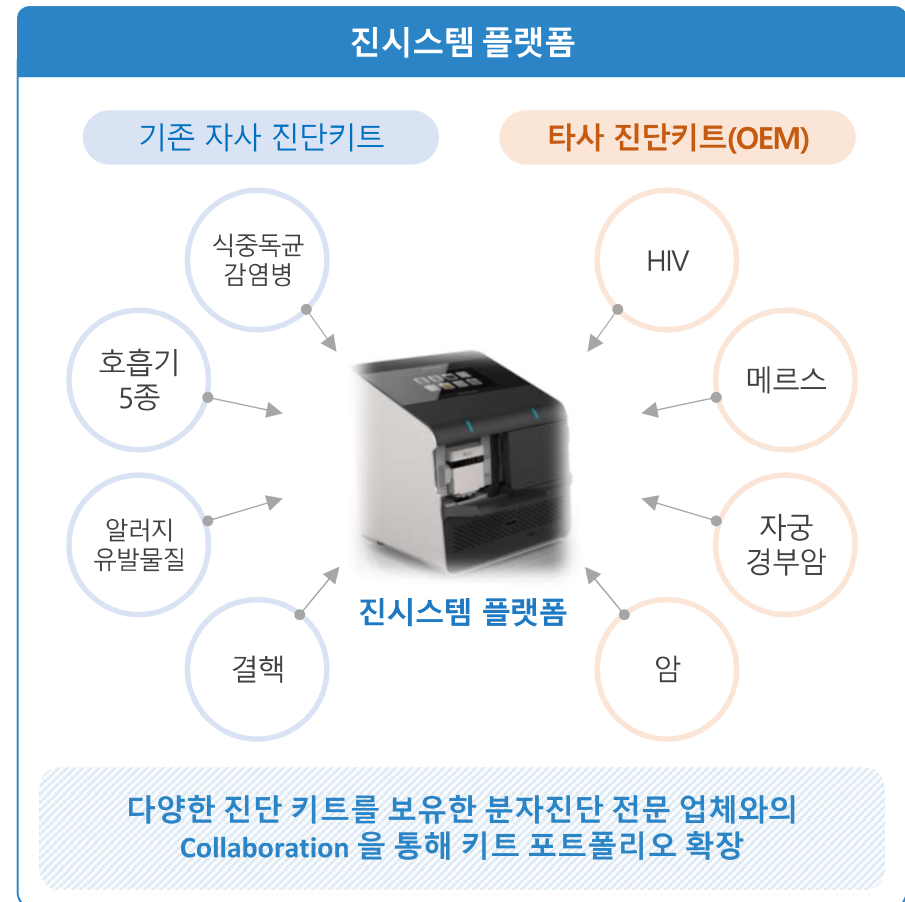 진시스템 플랫폼
기존 자사 진단키트
타사 진단키트(OEM)
식중독균
감염병
HIV
호흡기
5종
메르스
알러지
유발물질
자궁
경부암
결핵
암
진시스템 플랫폼
다양한 진단 키트를 보유한 분자진단 전문 업체와의
Collaboration 을 통해 키트 포트폴리오 확장